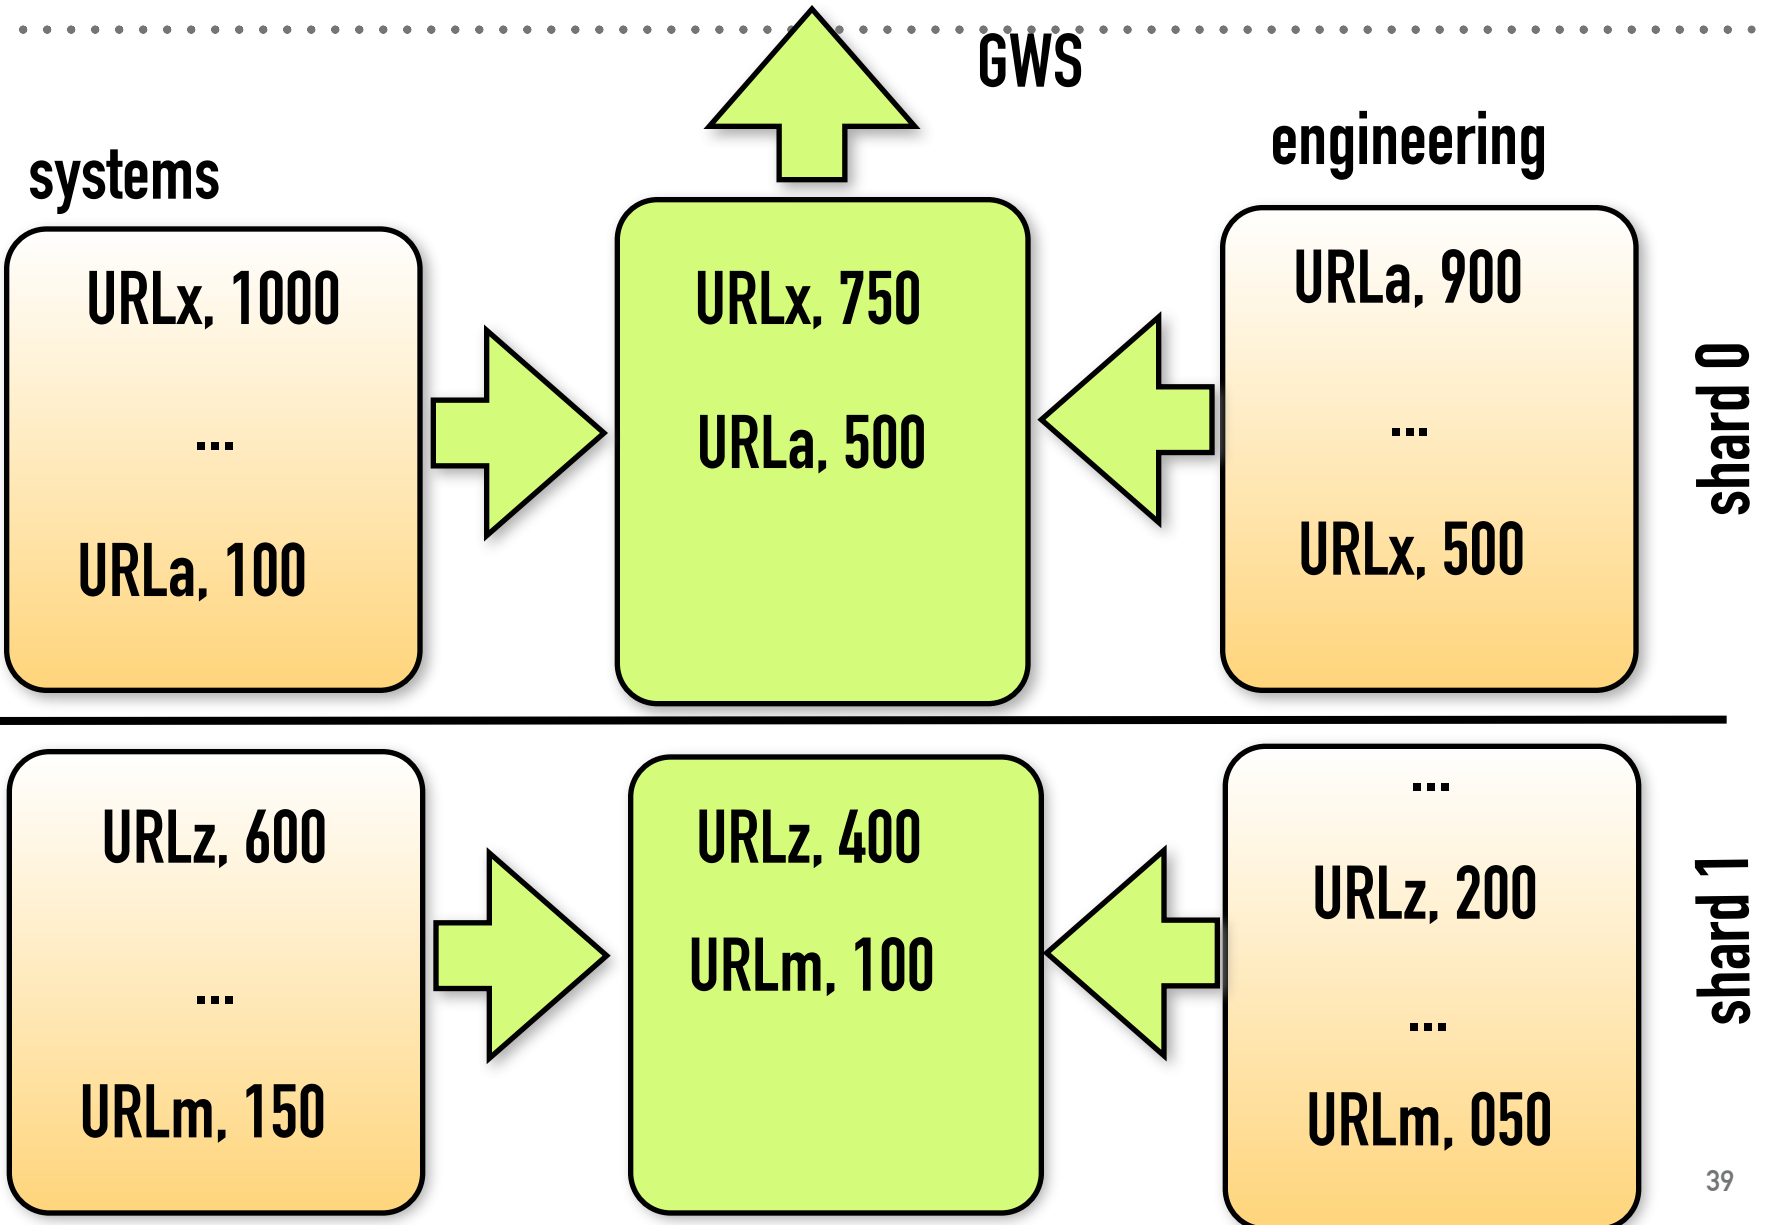 GWS
systems
engineering
URLx, 1000
...
URLa, 100
URLx, 750
URLa, 500
URLa, 900
...
URLx, 500
shard 0
URLz, 600
...
URLm, 150
URLz, 400
URLm, 100
...
URLz, 200
...
URLm, 050
shard 1
39